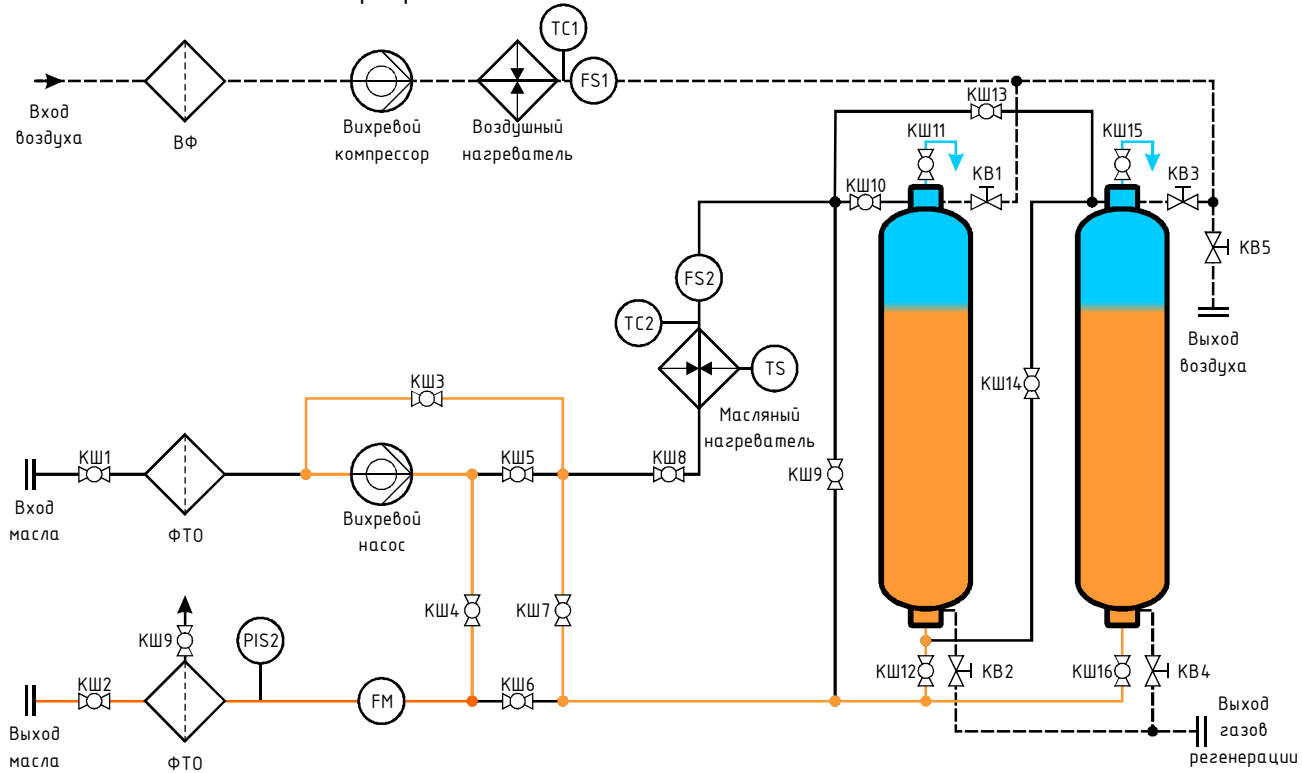 TC1
FS1
Вход
воздуха
ВФ
Вихревой
компрессор
Воздушный
нагреватель
КШ13
КШ11
КШ15
КШ10
КВ1
КВ3
КВ5
Выход
воздуха
FS2
TC2
TS
Масляный
нагреватель
КШ14
КШ3
КШ1
КШ5
КШ8
КШ9
Вход
масла
ФТО
Вихревой
насос
КШ4
КШ7
КШ9
PIS2
КШ2
FM
КШ6
КШ12
КВ2
КШ16
КВ4
Выход
масла
ФТО
Выход
газов
регенерации